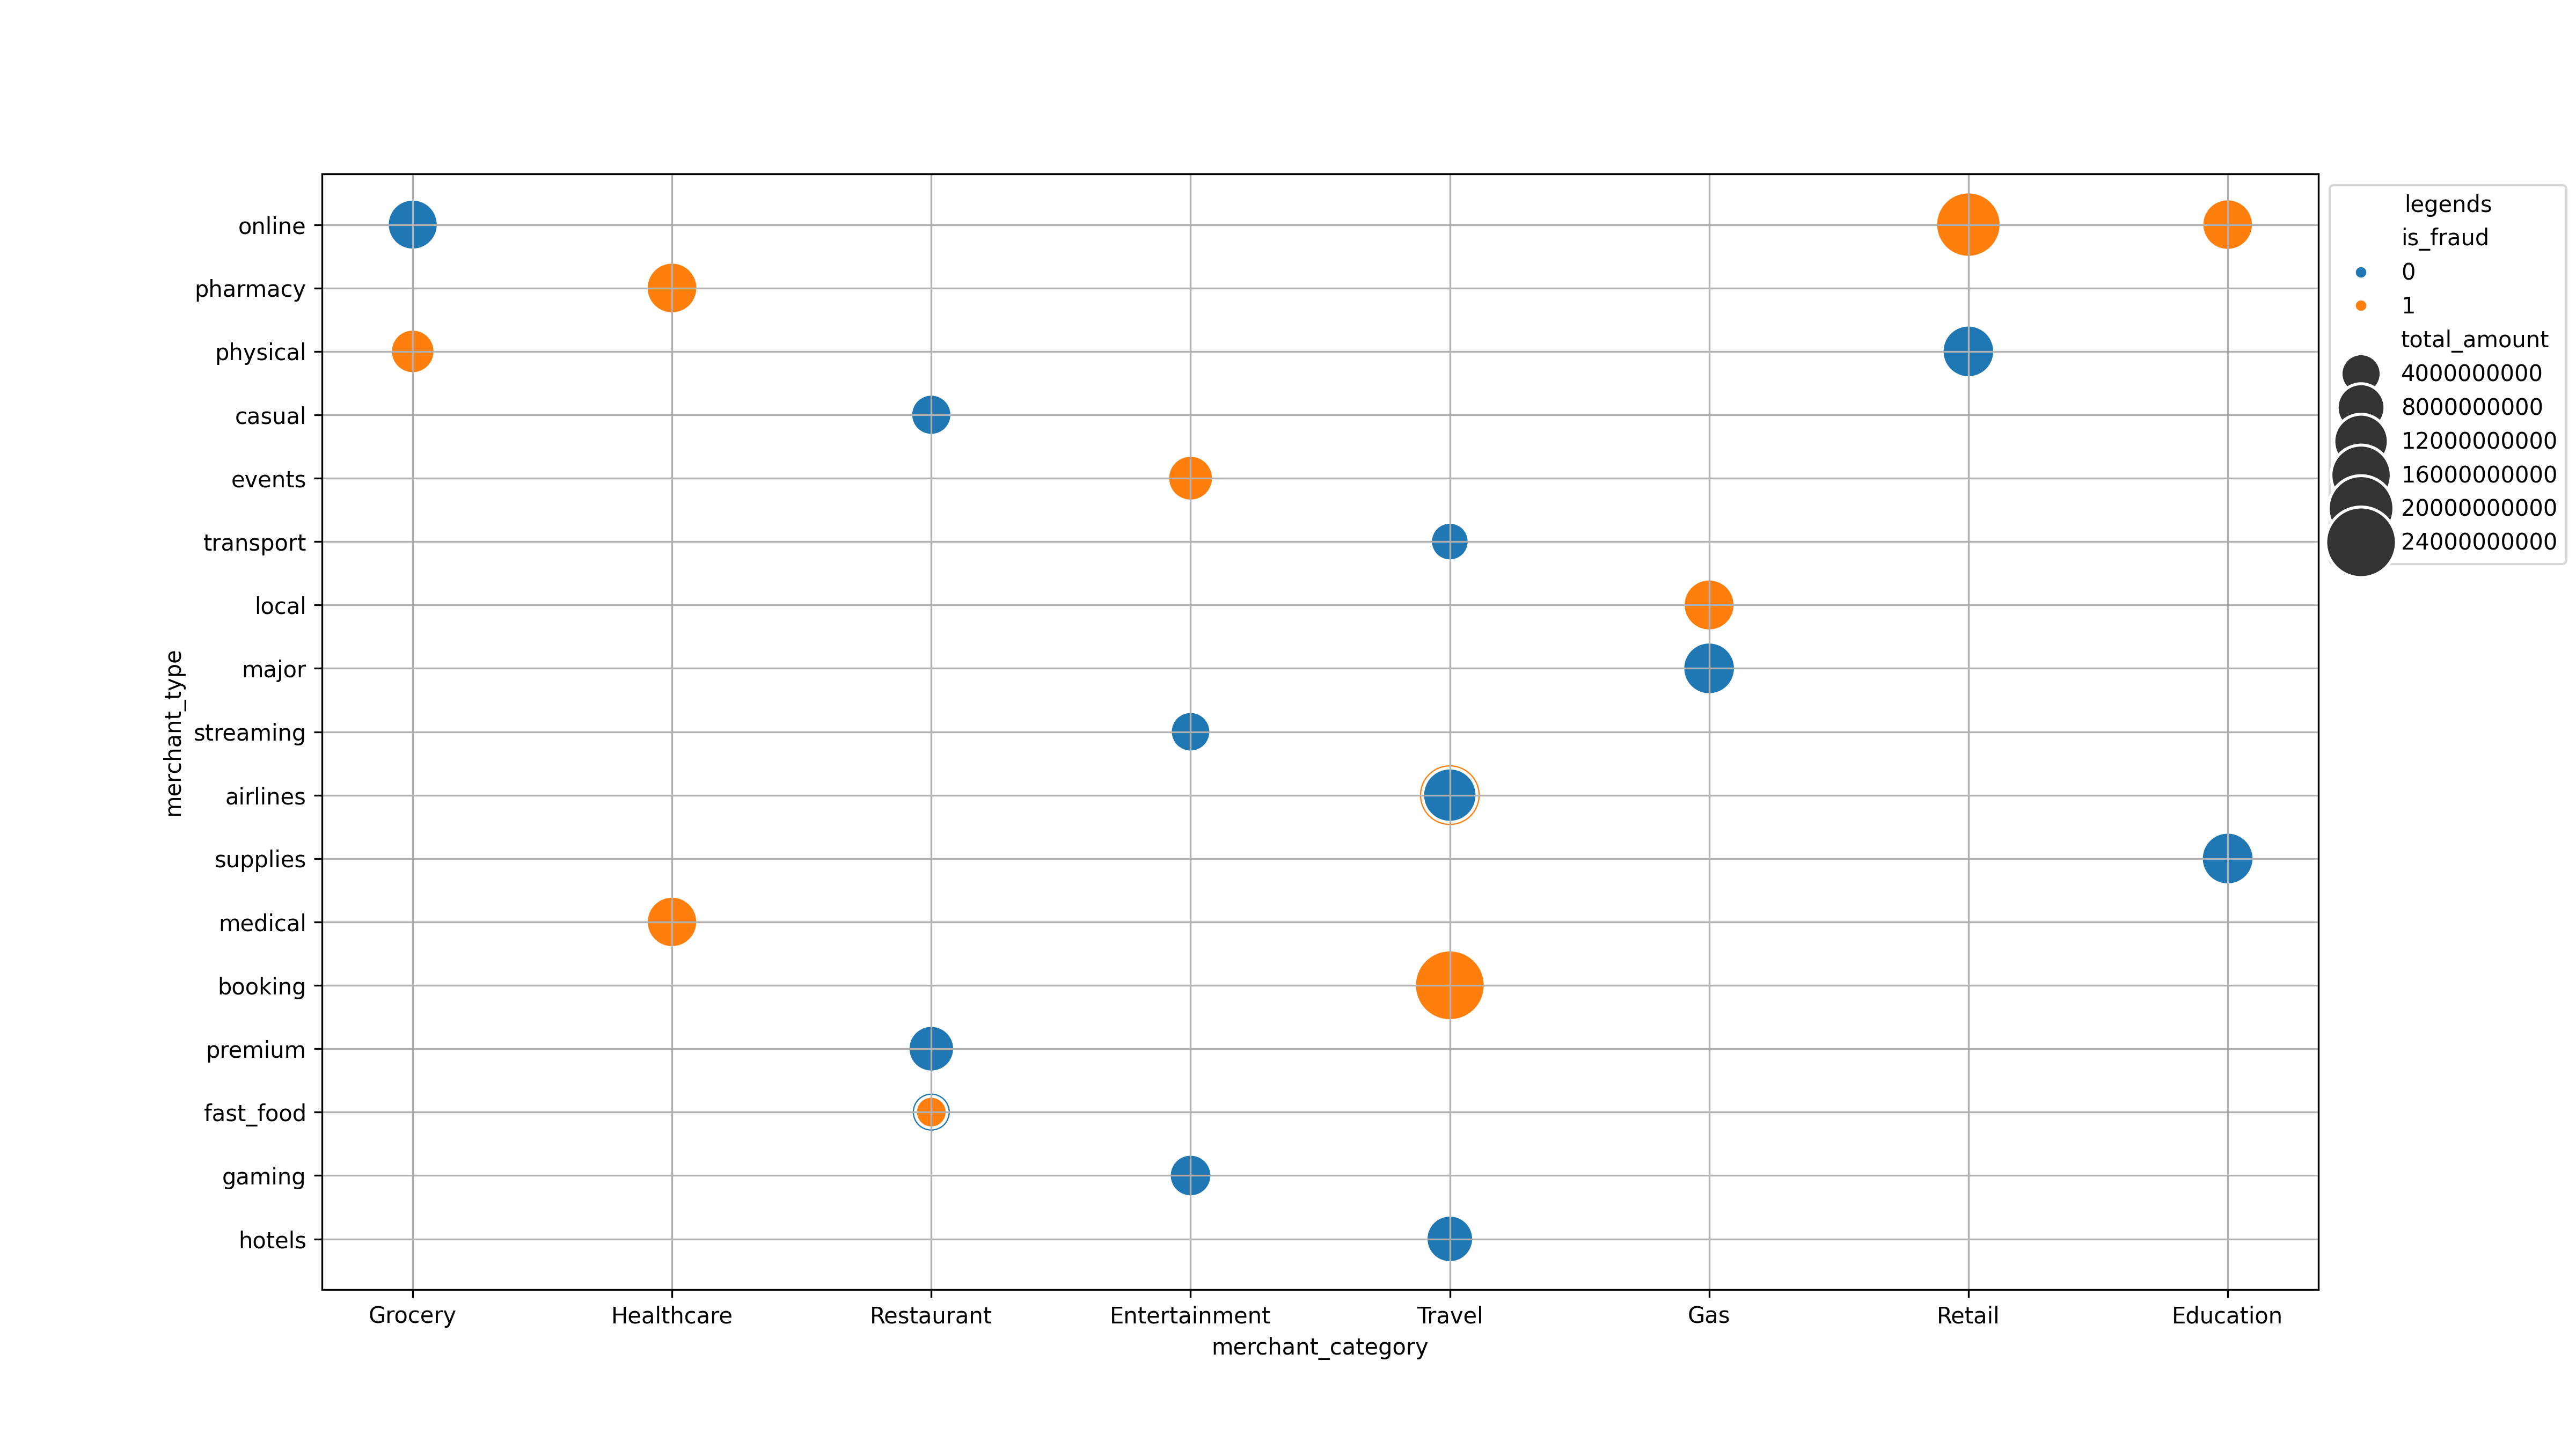 online
pharmacy
physical
casual
events
transport
local
major
streaming
airlines
supplies
medical
booking
premium
fast_food
gaming
hotels
merchant_type
Grocery
Healthcare
Restaurant
Entertainment
Travel
Gas
Retail
Education
merchant_category
legends
is_fraud
0
1
total_amount
4000000000
8000000000
12000000000
16000000000
20000000000
24000000000